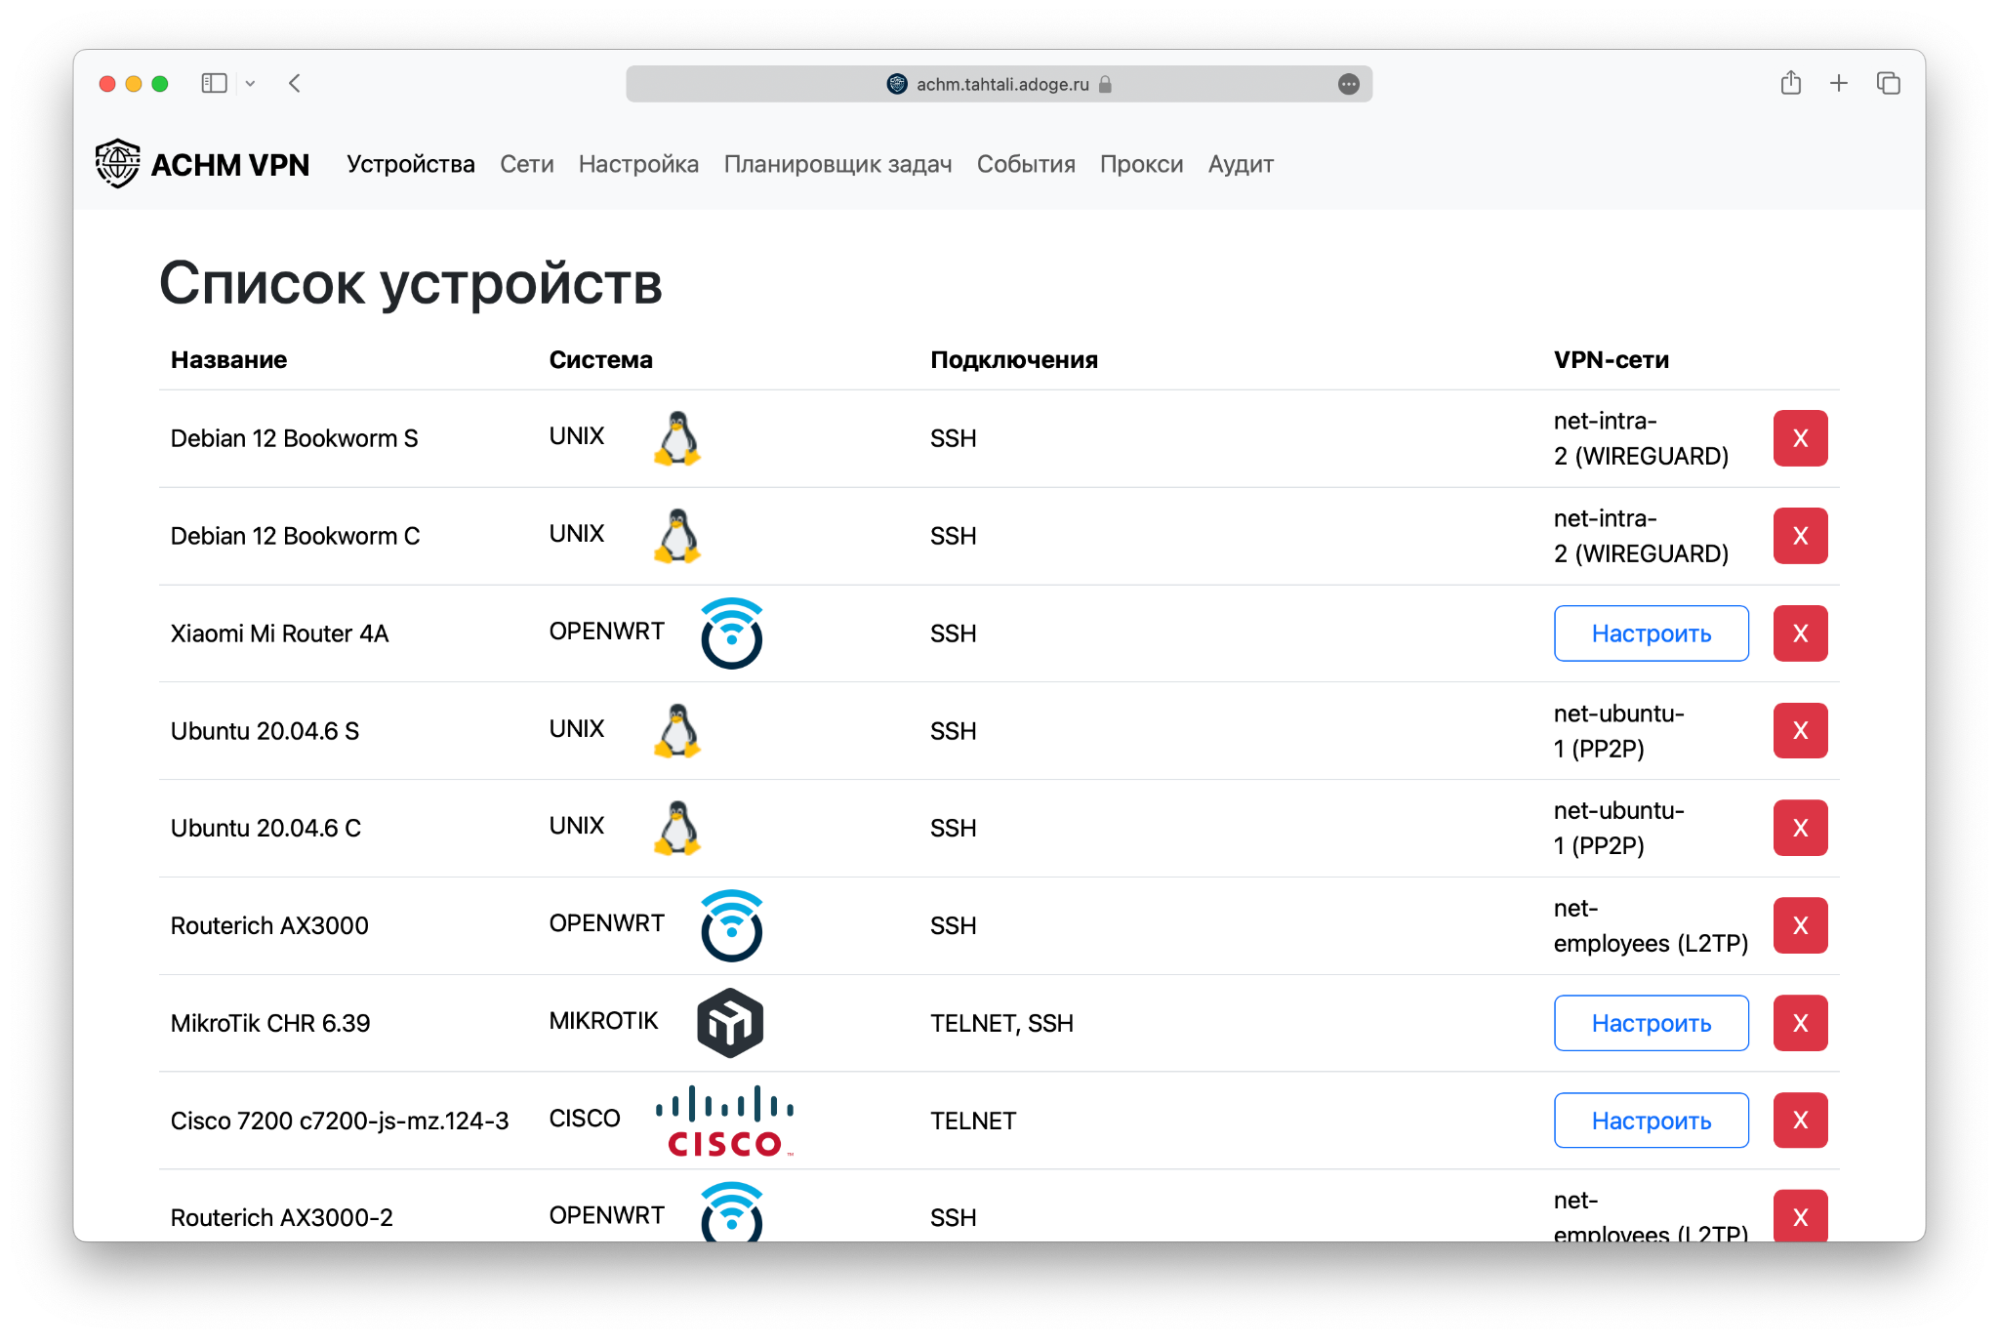 achm.tahtali.adoge.ru
ACHM VPN Устройства Сети Настройка Планировщик задач События Прокси Аудит
Список устройств
Название Система Подключения VPN-сети
Debian 12 Bookworm S UNIX SSH net-intra-
2 (WIREGUARD) X
Debian 12 Bookworm C UNIX SSH net-intra-
2 (WIREGUARD) X
Xiaomi Mi Router 4A OPENWRT SSH Настроить X
Ubuntu 20.04.6 S UNIX SSH net-ubuntu-
1 (PP2P) X
Ubuntu 20.04.6 C UNIX SSH net-ubuntu-
1 (PP2P) X
Routerich AX3000 OPENWRT SSH net-
employees (L2TP) X
MikroTik CHR 6.39 MIKROTIK TELNET, SSH Настроить X
Cisco 7200 c7200-js-mz.124-3 CISCO CISCO TELNET Настроить X
Routerich AX3000-2 OPENWRT SSH net-
employees (L2TP) X